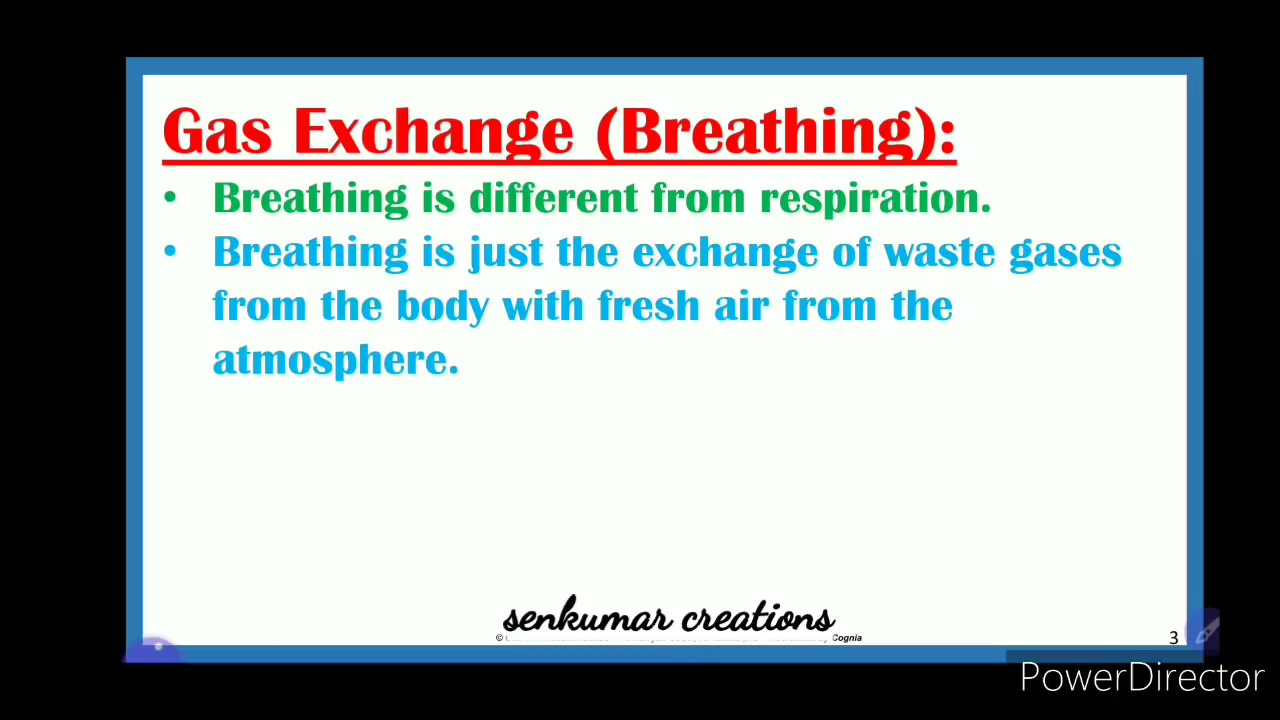 Gas Exchange (Breathing):
• Breathing is different from respiration.
• Breathing is just the exchange of waste gases
from the body with fresh air from the
atmosphere.
senkumar creations
© Cognia
3
PowerDirector